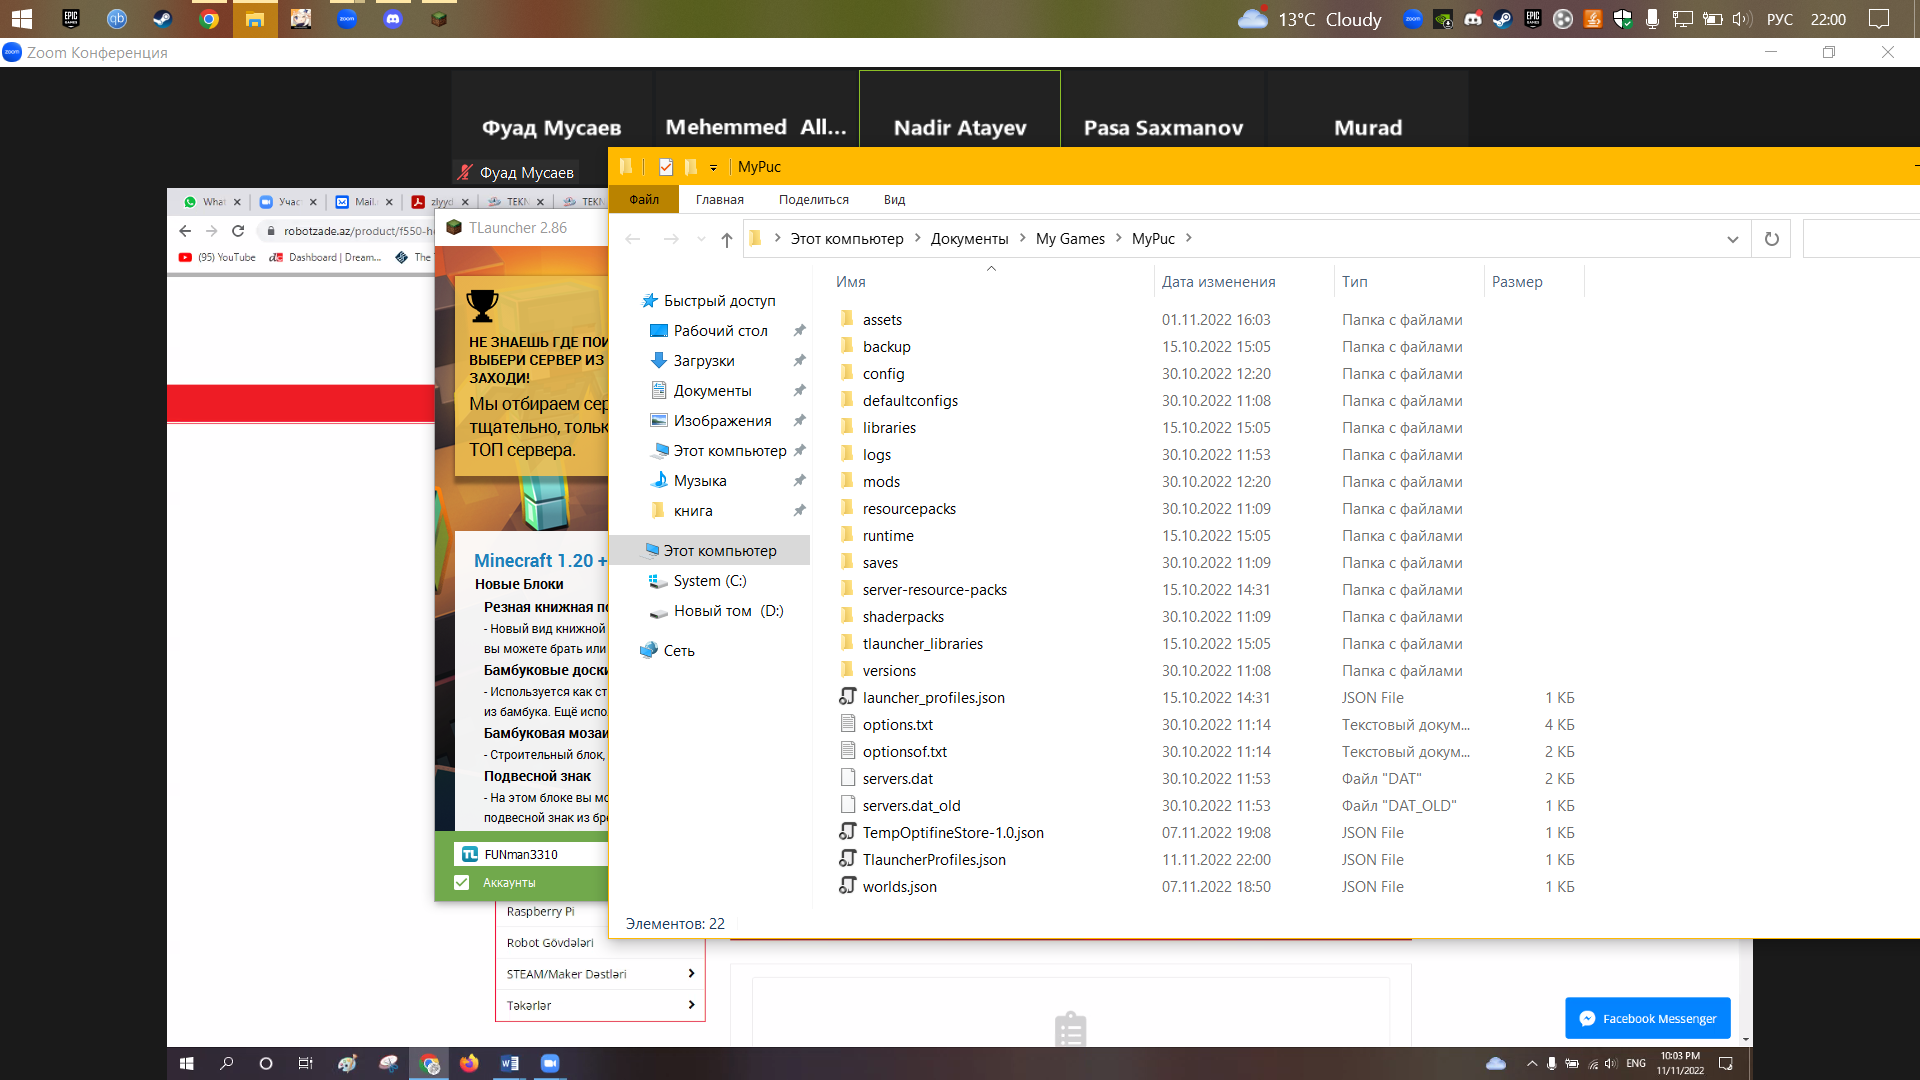 13°C Cloudy
РУС
22:00
Zoom Конференция
Фуад Мусаев
Mehemmed All...
Nadir Atayev
Pasa Saxmanov
Murad
Фуад Мусаев
What
Учас
Mail.
zlyyd
TEKN
TEKN
robotzade.az/product/f550-he
(95) YouTube
Dashboard | Dream...
The
TLauncher 2.86
НЕ ЗНАЕШЬ ГДЕ ПОИ
ВЫБЕРИ СЕРВЕР ИЗ
ЗАХОДИ!
Мы отбираем сер
тщательно, тольк
ТОП сервера.
Minecraft 1.20 +
Новые Блоки
Резная книжная по
- Новый вид книжной
вы можете брать или
Бамбуковые доски
- Используется как ст
из бамбука. Ещё испо
Бамбуковая мозаи
- Строительный блок,
Подвесной знак
- На этом блоке вы мо
подвесной знак из бре
FUNman3310
Аккаунты
MyPuc
Файл
Главная
Поделиться
Вид
Этот компьютер
Документы
My Games
MyPuc
Быстрый доступ
Рабочий стол
Загрузки
Документы
Изображения
Этот компьютер
Музыка
книга
Этот компьютер
System (C:)
Новый том (D:)
Сеть
Имя Дата изменения Тип Размер
assets 01.11.2022 16:03 Папка с файлами
backup 15.10.2022 15:05 Папка с файлами
config 30.10.2022 12:20 Папка с файлами
defaultconfigs 30.10.2022 11:08 Папка с файлами
libraries 15.10.2022 15:05 Папка с файлами
logs 30.10.2022 11:53 Папка с файлами
mods 30.10.2022 12:20 Папка с файлами
resourcepacks 30.10.2022 11:09 Папка с файлами
runtime 15.10.2022 15:05 Папка с файлами
saves 30.10.2022 11:09 Папка с файлами
server-resource-packs 15.10.2022 14:31 Папка с файлами
shaderpacks 30.10.2022 11:09 Папка с файлами
tlauncher_libraries 15.10.2022 15:05 Папка с файлами
versions 30.10.2022 11:08 Папка с файлами
launcher_profiles.json 15.10.2022 14:31 JSON File 1 КБ
options.txt 30.10.2022 11:14 Текстовый докум... 4 КБ
optionsof.txt 30.10.2022 11:14 Текстовый докум... 2 КБ
servers.dat 30.10.2022 11:53 Файл "DAT" 2 КБ
servers.dat_old 30.10.2022 11:53 Файл "DAT_OLD" 1 КБ
TempOptifineStore-1.0.json 07.11.2022 19:08 JSON File 1 КБ
TlauncherProfiles.json 11.11.2022 22:00 JSON File 1 КБ
worlds.json 07.11.2022 18:50 JSON File 1 КБ
Элементов: 22
Raspberry Pi
Robot Gövdələri
STEAM/Maker Dəstləri
Təkərlər
Facebook Messenger
ENG
10:03 PM
11/11/2022